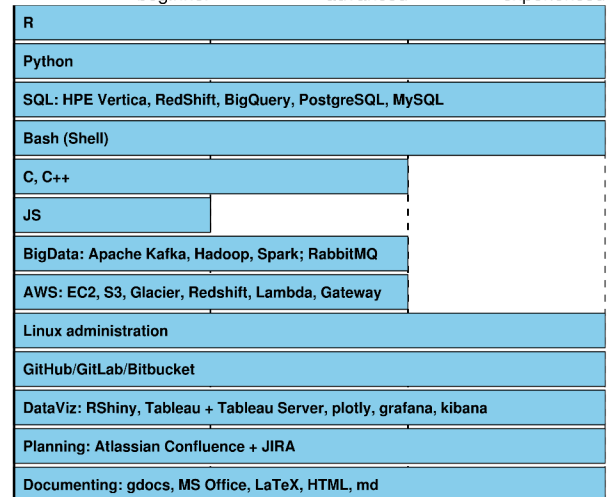 R
Python
SQL: HPE Vertica, RedShift, BigQuery, PostgreSQL, MySQL
Bash (Shell)
C, C++
JS
BigData: Apache Kafka, Hadoop, Spark; RabbitMQ
AWS: EC2, S3, Glacier, Redshift, Lambda, Gateway
Linux administration
GitHub/GitLab/Bitbucket
DataViz: RShiny, Tableau + Tableau Server, plotly, grafana, kibana
Planning: Atlassian Confluence + JIRA
Documenting: gdocs, MS Office, LaTeX, HTML, md